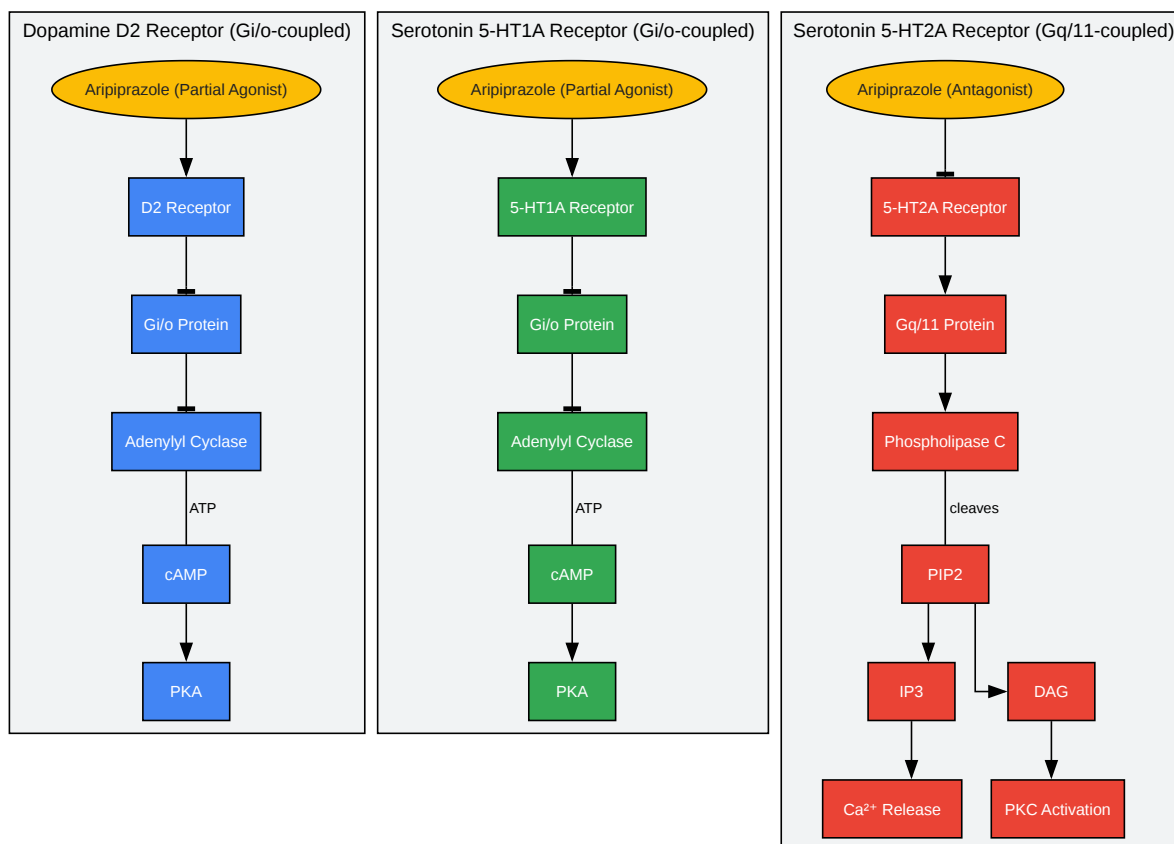 Dopamine D2 Receptor (Gi/o-coupled)
Aripiprazole (Partial Agonist)
D2 Receptor
Gi/o Protein
Adenylyl Cyclase
ATP
cAMP
PKA
Serotonin 5-HT1A Receptor (Gi/o-coupled)
Aripiprazole (Partial Agonist)
5-HT1A Receptor
Gi/o Protein
Adenylyl Cyclase
ATP
cAMP
PKA
Serotonin 5-HT2A Receptor (Gq/11-coupled)
Aripiprazole (Antagonist)
5-HT2A Receptor
Gq/11 Protein
Phospholipase C
cleaves
PIP2
IP3
DAG
Ca²⁺ Release
PKC Activation